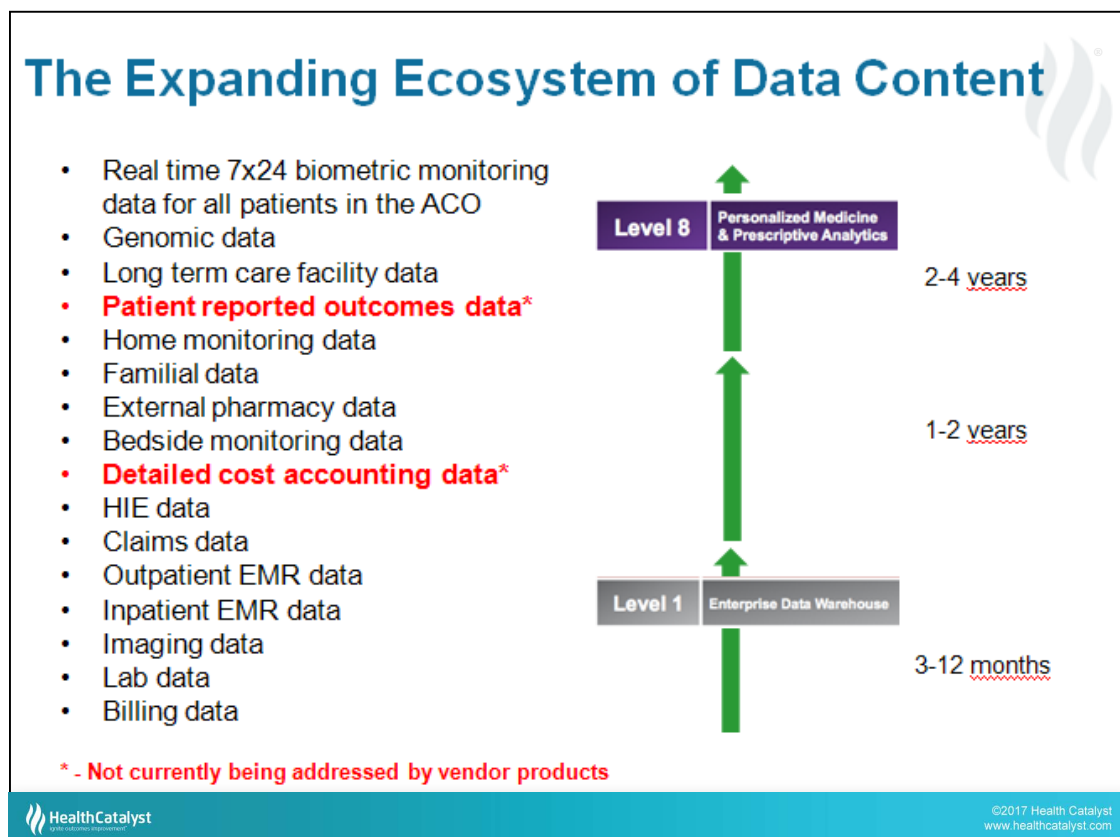 The Expanding Ecosystem of Data Content
®
• Real time 7x24 biometric monitoring
data for all patients in the ACO
• Genomic data
• Long term care facility data
• Patient reported outcomes data*
• Home monitoring data
• Familial data
• External pharmacy data
• Bedside monitoring data
• Detailed cost accounting data*
• HIE data
• Claims data
• Outpatient EMR data
• Inpatient EMR data
• Imaging data
• Lab data
• Billing data
Level 8
Personalized Medicine
& Prescriptive Analytics
2-4 years
1-2 years
Level 1
Enterprise Data Warehouse
3-12 months
* - Not currently being addressed by vendor products
HealthCatalyst
ignite outcomes improvement
©2017 Health Catalyst
www.healthcatalyst.com